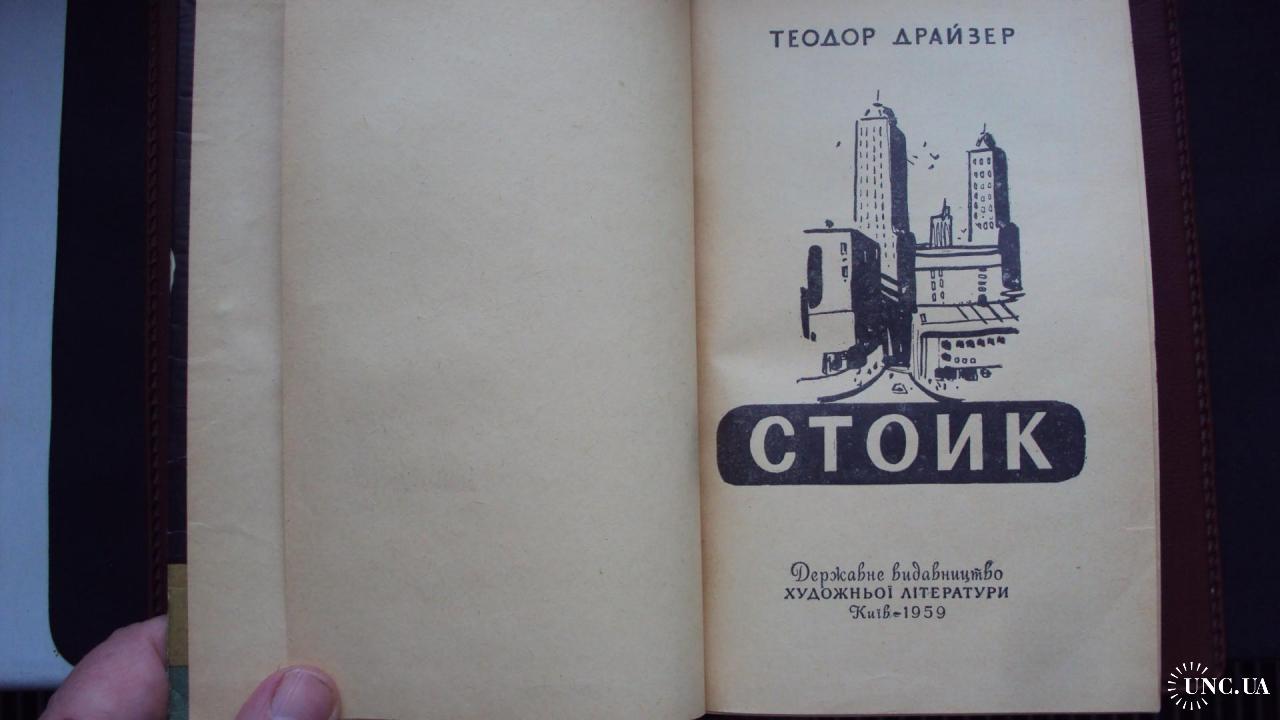 ТЕОДОР ДРАЙЗЕР
СТОИК
Державне видавництво
ХУДОЖНЬОЇ ЛІТЕРАТУРИ
Київ–1959
UNC.UA